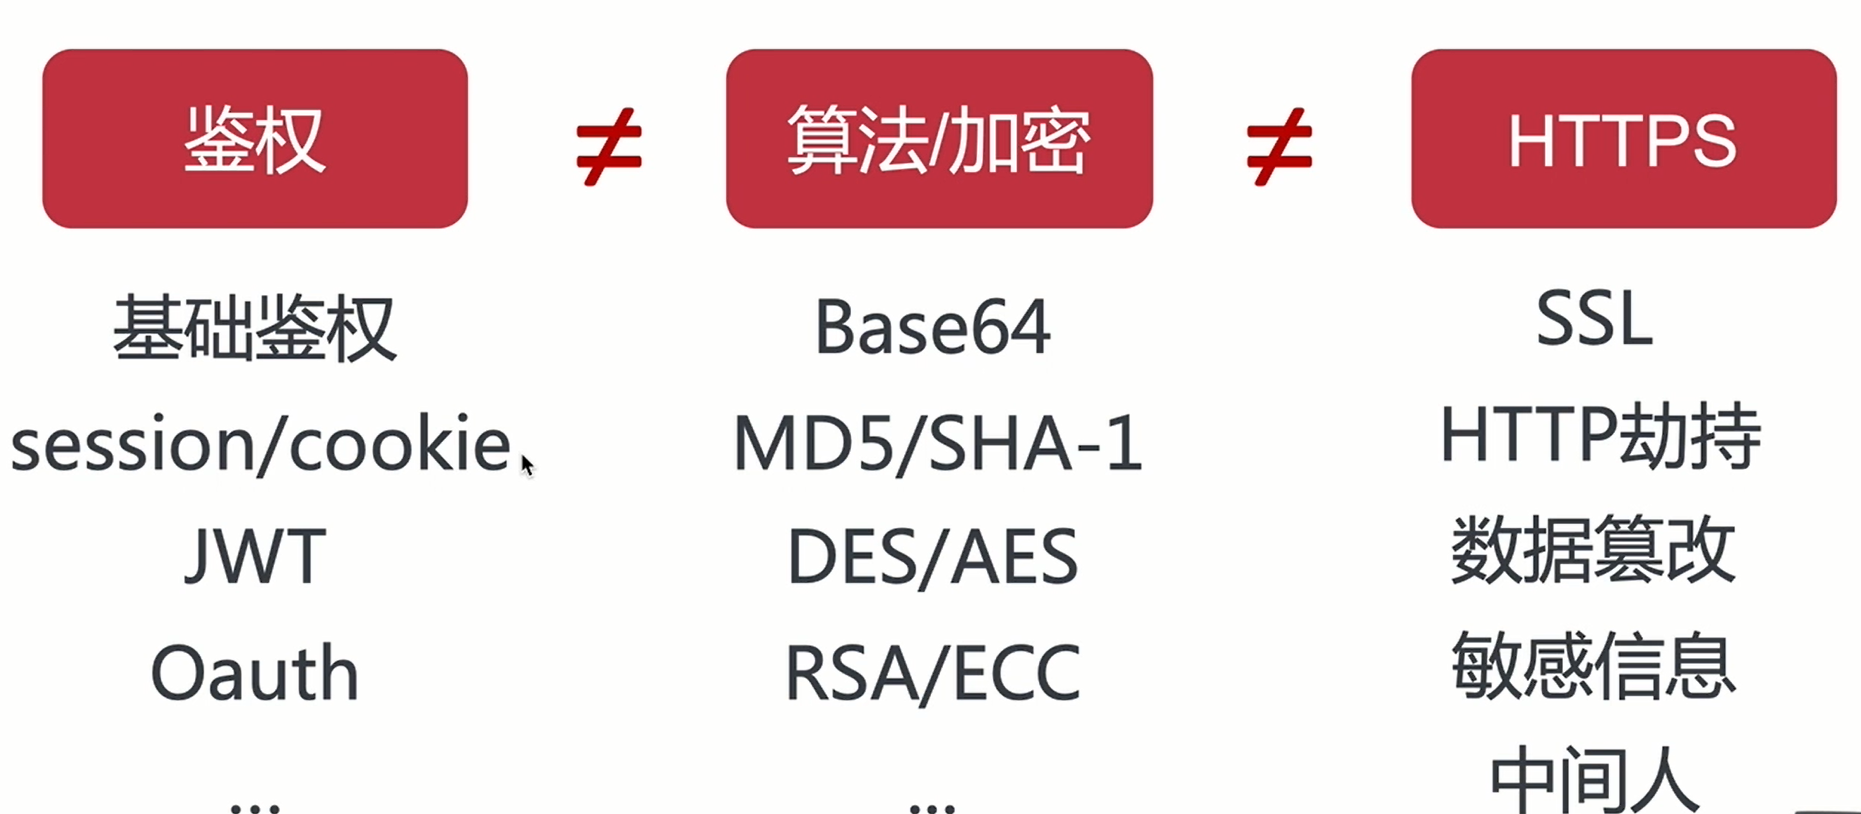 鉴权 ≠ 算法/加密 ≠ HTTPS
基础鉴权
session/cookie
JWT
Oauth
...
Base64
MD5/SHA-1
DES/AES
RSA/ECC
...
SSL
HTTP劫持
数据篡改
敏感信息
中间人